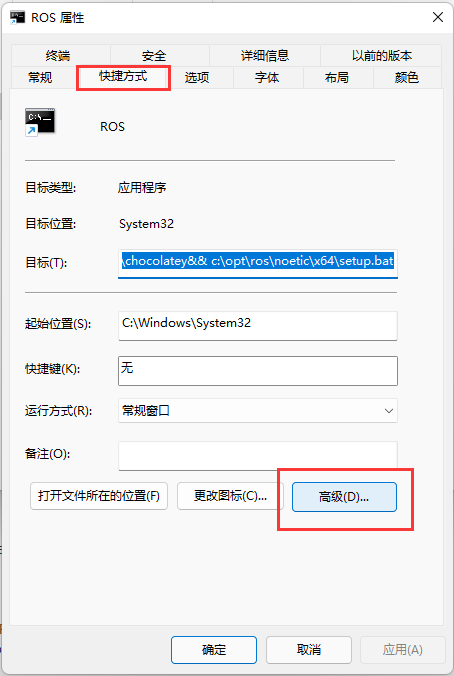 ROS 属性
终端 安全 详细信息 以前的版本
常规 快捷方式 选项 字体 布局 颜色
C:\_
ROS
目标类型: 应用程序
目标位置: System32
目标(T): \chocolatey&& c:\opt\ros\noetic\x64\setup.bat
起始位置(S): C:\Windows\System32
快捷键(K): 无
运行方式(R): 常规窗口
备注(O):
打开文件所在的位置(F) 更改图标(C)... 高级(D)...
确定 取消 应用(A)